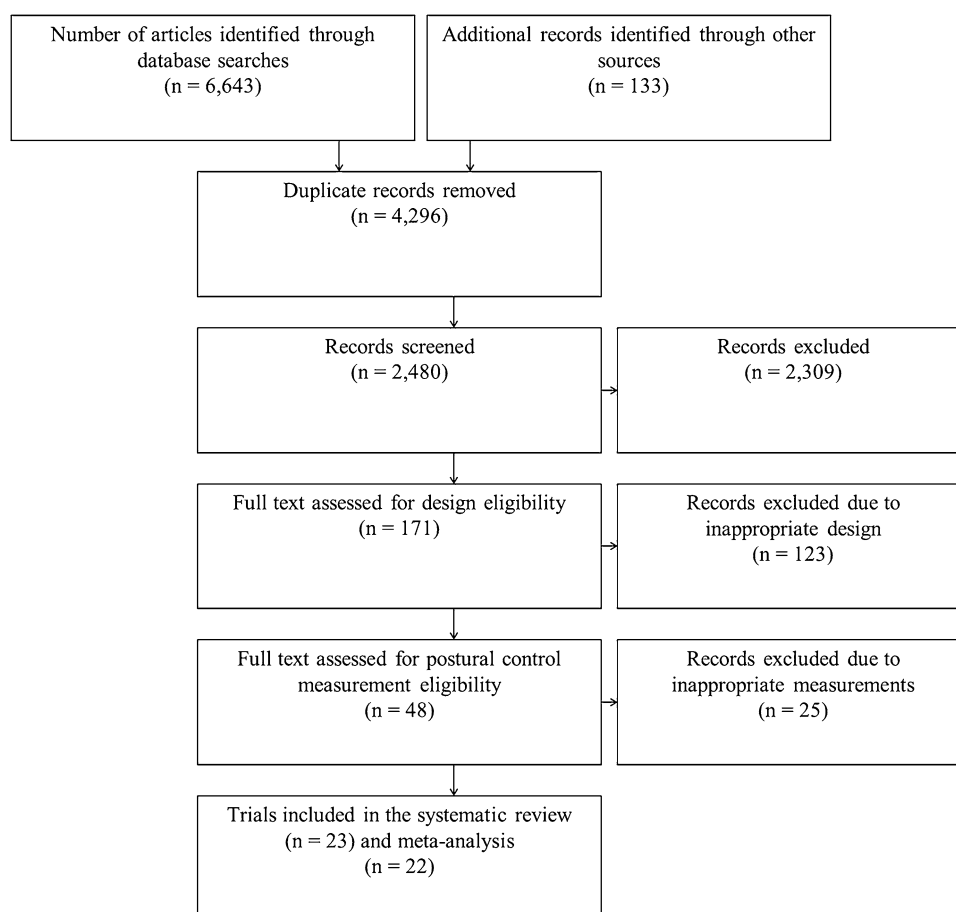 Number of articles identified through
database searches
(n = 6,643)
Additional records identified through other
sources
(n = 133)
Duplicate records removed
(n = 4,296)
Records screened
(n = 2,480)
Records excluded
(n = 2,309)
Full text assessed for design eligibility
(n = 171)
Records excluded due to
inappropriate design
(n = 123)
Full text assessed for postural control
measurement eligibility
(n = 48)
Records excluded due to
inappropriate measurements
(n = 25)
Trials included in the systematic review
(n = 23) and meta-analysis
(n = 22)